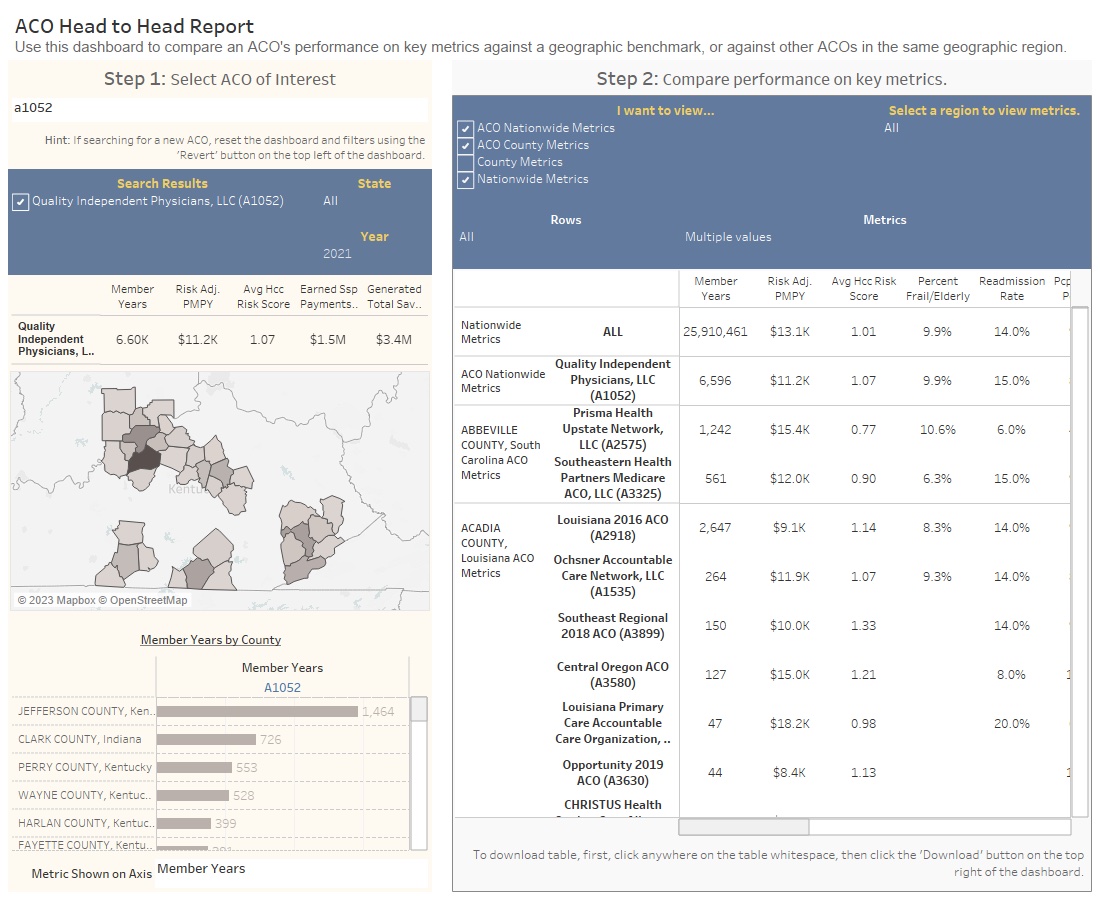 ACO Head to Head Report
Use this dashboard to compare an ACO's performance on key metrics against a geographic benchmark, or against other ACOs in the same geographic region.
Step 1: Select ACO of Interest
a1052
Hint: If searching for a new ACO, reset the dashboard and filters using the
'Revert' button on the top left of the dashboard.
Search Results
State
Quality Independent Physicians, LLC (A1052)
All
Year
2021
Member Years
Risk Adj. PMPY
Avg Hcc Risk Score
Earned Ssp Payments..
Generated Total Sav..
Quality
Independent
Physicians, L..
6.60K
$11.2K
1.07
$1.5M
$3.4M
Kentu
© 2023 Mapbox © OpenStreetMap
Member Years by County
Member Years
A1052
JEFFERSON COUNTY, Ken..
1,464
CLARK COUNTY, Indiana
726
PERRY COUNTY, Kentucky
553
WAYNE COUNTY, Kentuc..
528
HARLAN COUNTY, Kentuc..
399
FAYETTE COUNTY, Kentu..
Metric Shown on Axis
Member Years
Step 2: Compare performance on key metrics.
I want to view...
Select a region to view metrics.
ACO Nationwide Metrics
All
ACO County Metrics
County Metrics
Nationwide Metrics
Rows
Metrics
All
Multiple values
Member Years
Risk Adj. PMPY
Avg Hcc Risk Score
Percent Frail/Elderly
Readmission Rate
Pcp
P
Nationwide Metrics
ALL
25,910,461
$13.1K
1.01
9.9%
14.0%
ACO Nationwide Metrics
Quality Independent Physicians, LLC (A1052)
6,596
$11.2K
1.07
9.9%
15.0%
ABBEVILLE COUNTY, South Carolina ACO Metrics
Prisma Health Upstate Network, LLC (A2575)
1,242
$15.4K
0.77
10.6%
6.0%
Southeastern Health Partners Medicare ACO, LLC (A3325)
561
$12.0K
0.90
6.3%
15.0%
ACADIA COUNTY, Louisiana ACO Metrics
Louisiana 2016 ACO (A2918)
2,647
$9.1K
1.14
8.3%
14.0%
Ochsner Accountable Care Network, LLC (A1535)
264
$11.9K
1.07
9.3%
14.0%
Southeast Regional 2018 ACO (A3899)
150
$10.0K
1.33
14.0%
Central Oregon ACO (A3580)
127
$15.0K
1.21
8.0%
Louisiana Primary Care Accountable Care Organization, ..
47
$18.2K
0.98
20.0%
Opportunity 2019 ACO (A3630)
44
$8.4K
1.13
CHRISTUS Health
To download table, first, click anywhere on the table whitespace, then click the 'Download' button on the top
right of the dashboard.